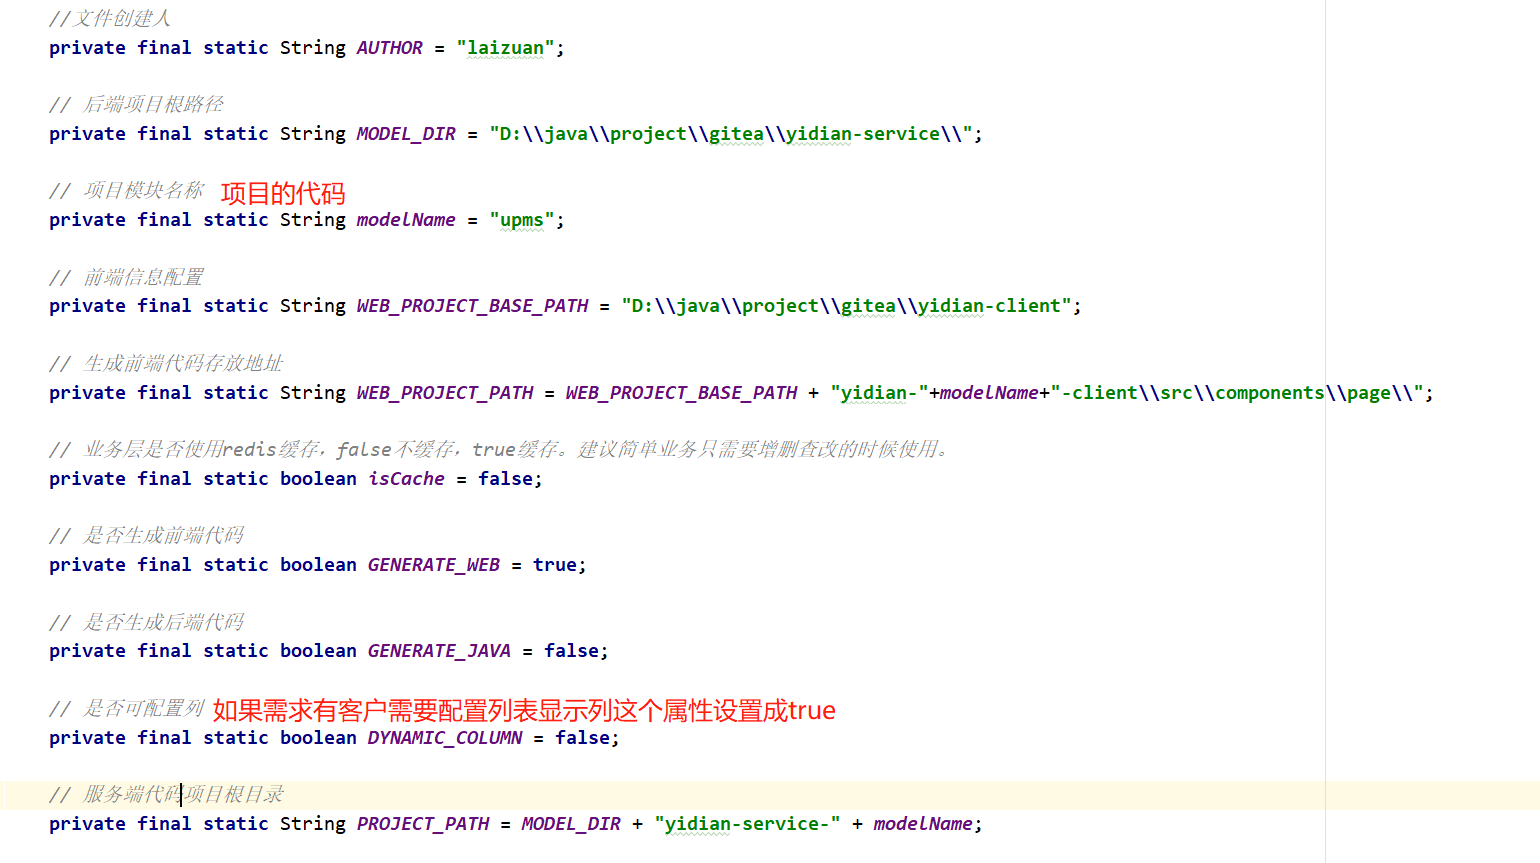 //文件创建人
private final static String AUTHOR = "laizuan";
// 后端项目根路径
private final static String MODEL_DIR = "D:\\java\\project\\gitea\\yidian-service\\";
// 项目模块名称 项目的代码
private final static String modelName = "upms";
// 前端信息配置
private final static String WEB_PROJECT_BASE_PATH = "D:\\java\\project\\gitea\\yidian-client";
// 生成前端代码存放地址
private final static String WEB_PROJECT_PATH = WEB_PROJECT_BASE_PATH + "yidian-"+modelName+"-client\\src\\components\\page\\";
// 业务层是否使用redis缓存，false不缓存，true缓存。建议简单业务只需要增删查改的时候使用。
private final static boolean isCache = false;
// 是否生成前端代码
private final static boolean GENERATE_WEB = true;
// 是否生成后端代码
private final static boolean GENERATE_JAVA = false;
// 是否可配置列 如果需求有客户需要配置列表显示列这个属性设置成true
private final static boolean DYNAMIC_COLUMN = false;
// 服务端代码项目根目录
private final static String PROJECT_PATH = MODEL_DIR + "yidian-service-" + modelName;